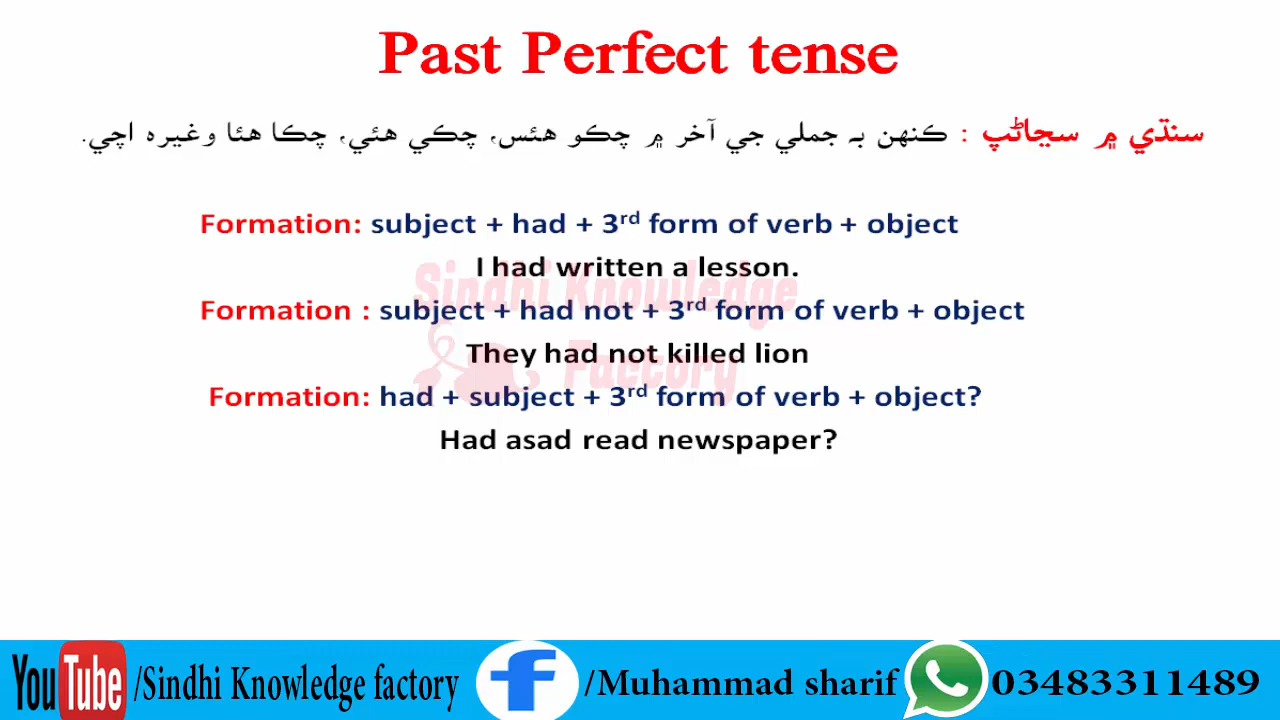 Past Perfect tense
سنڌي ۾ سڃاڻپ : ڪنهن به جملي جي آخر ۾ چڪو هئس، چڪي هئي، چڪا هئا وغيره اچي.
Formation: subject + had + 3rd form of verb + object
I had written a lesson.
Formation : subject + had not + 3rd form of verb + object
They had not killed lion
Formation: had + subject + 3rd form of verb + object?
Had asad read newspaper?
Sindhi Knowledge
Factory
YouTube /Sindhi Knowledge factory f /Muhammad sharif 03483311489